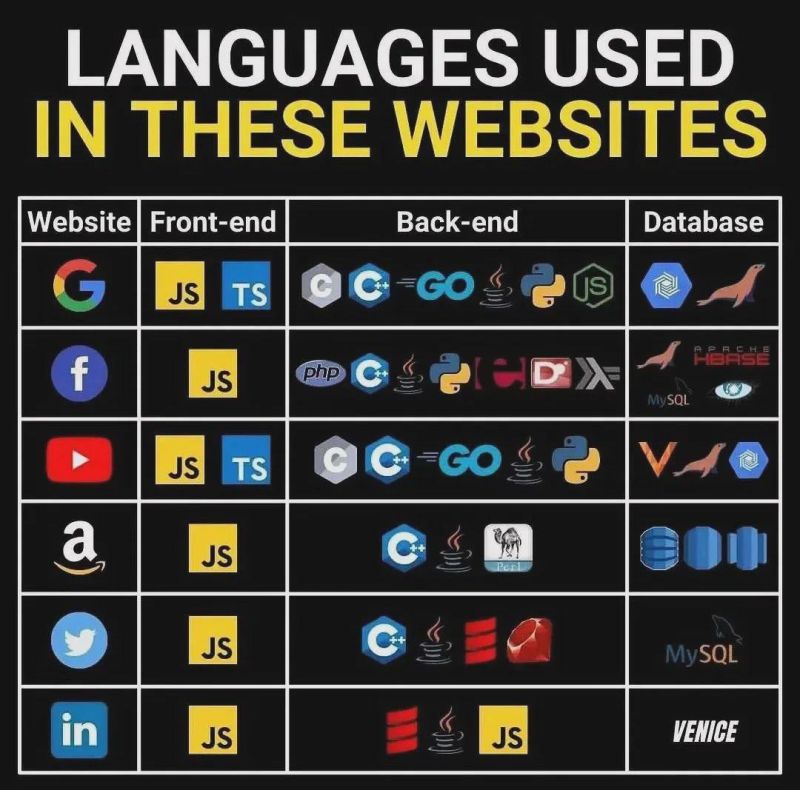 LANGUAGES USED
IN THESE WEBSITES
Website Front-end Back-end Database
G JS TS C C++ GO JS
f JS php C++ D APACHE HBASE MySQL
JS TS C C++ GO
a JS C++ Perl
JS C++ MySQL
in JS JS VENICE